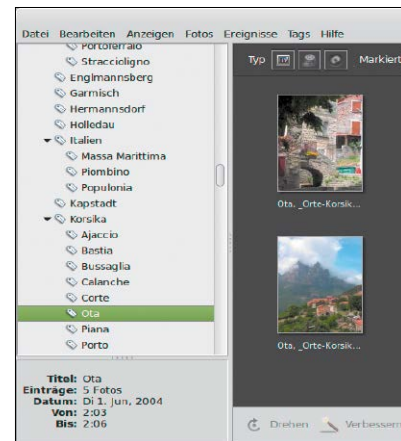 Datei Bearbeiten Anzeigen Fotos Ereignisse Tags Hilfe
Portoferraio
Straccioligno
Englmannsberg
Garmisch
Hermannsdorf
Holledau
Italien
Massa Marittima
Piombino
Populonia
Kapstadt
Korsika
Ajaccio
Bastia
Bussaglia
Calanche
Corte
Ota
Piana
Porto
Titel: Ota
Einträge: 5 Fotos
Datum: Di 1. Jun, 2004
Von: 2:03
Bis: 2:06
Typ Markiert
Ota, _Orte-Korsik...
Ota, _Orte-Korsik...
Drehen Verbessern